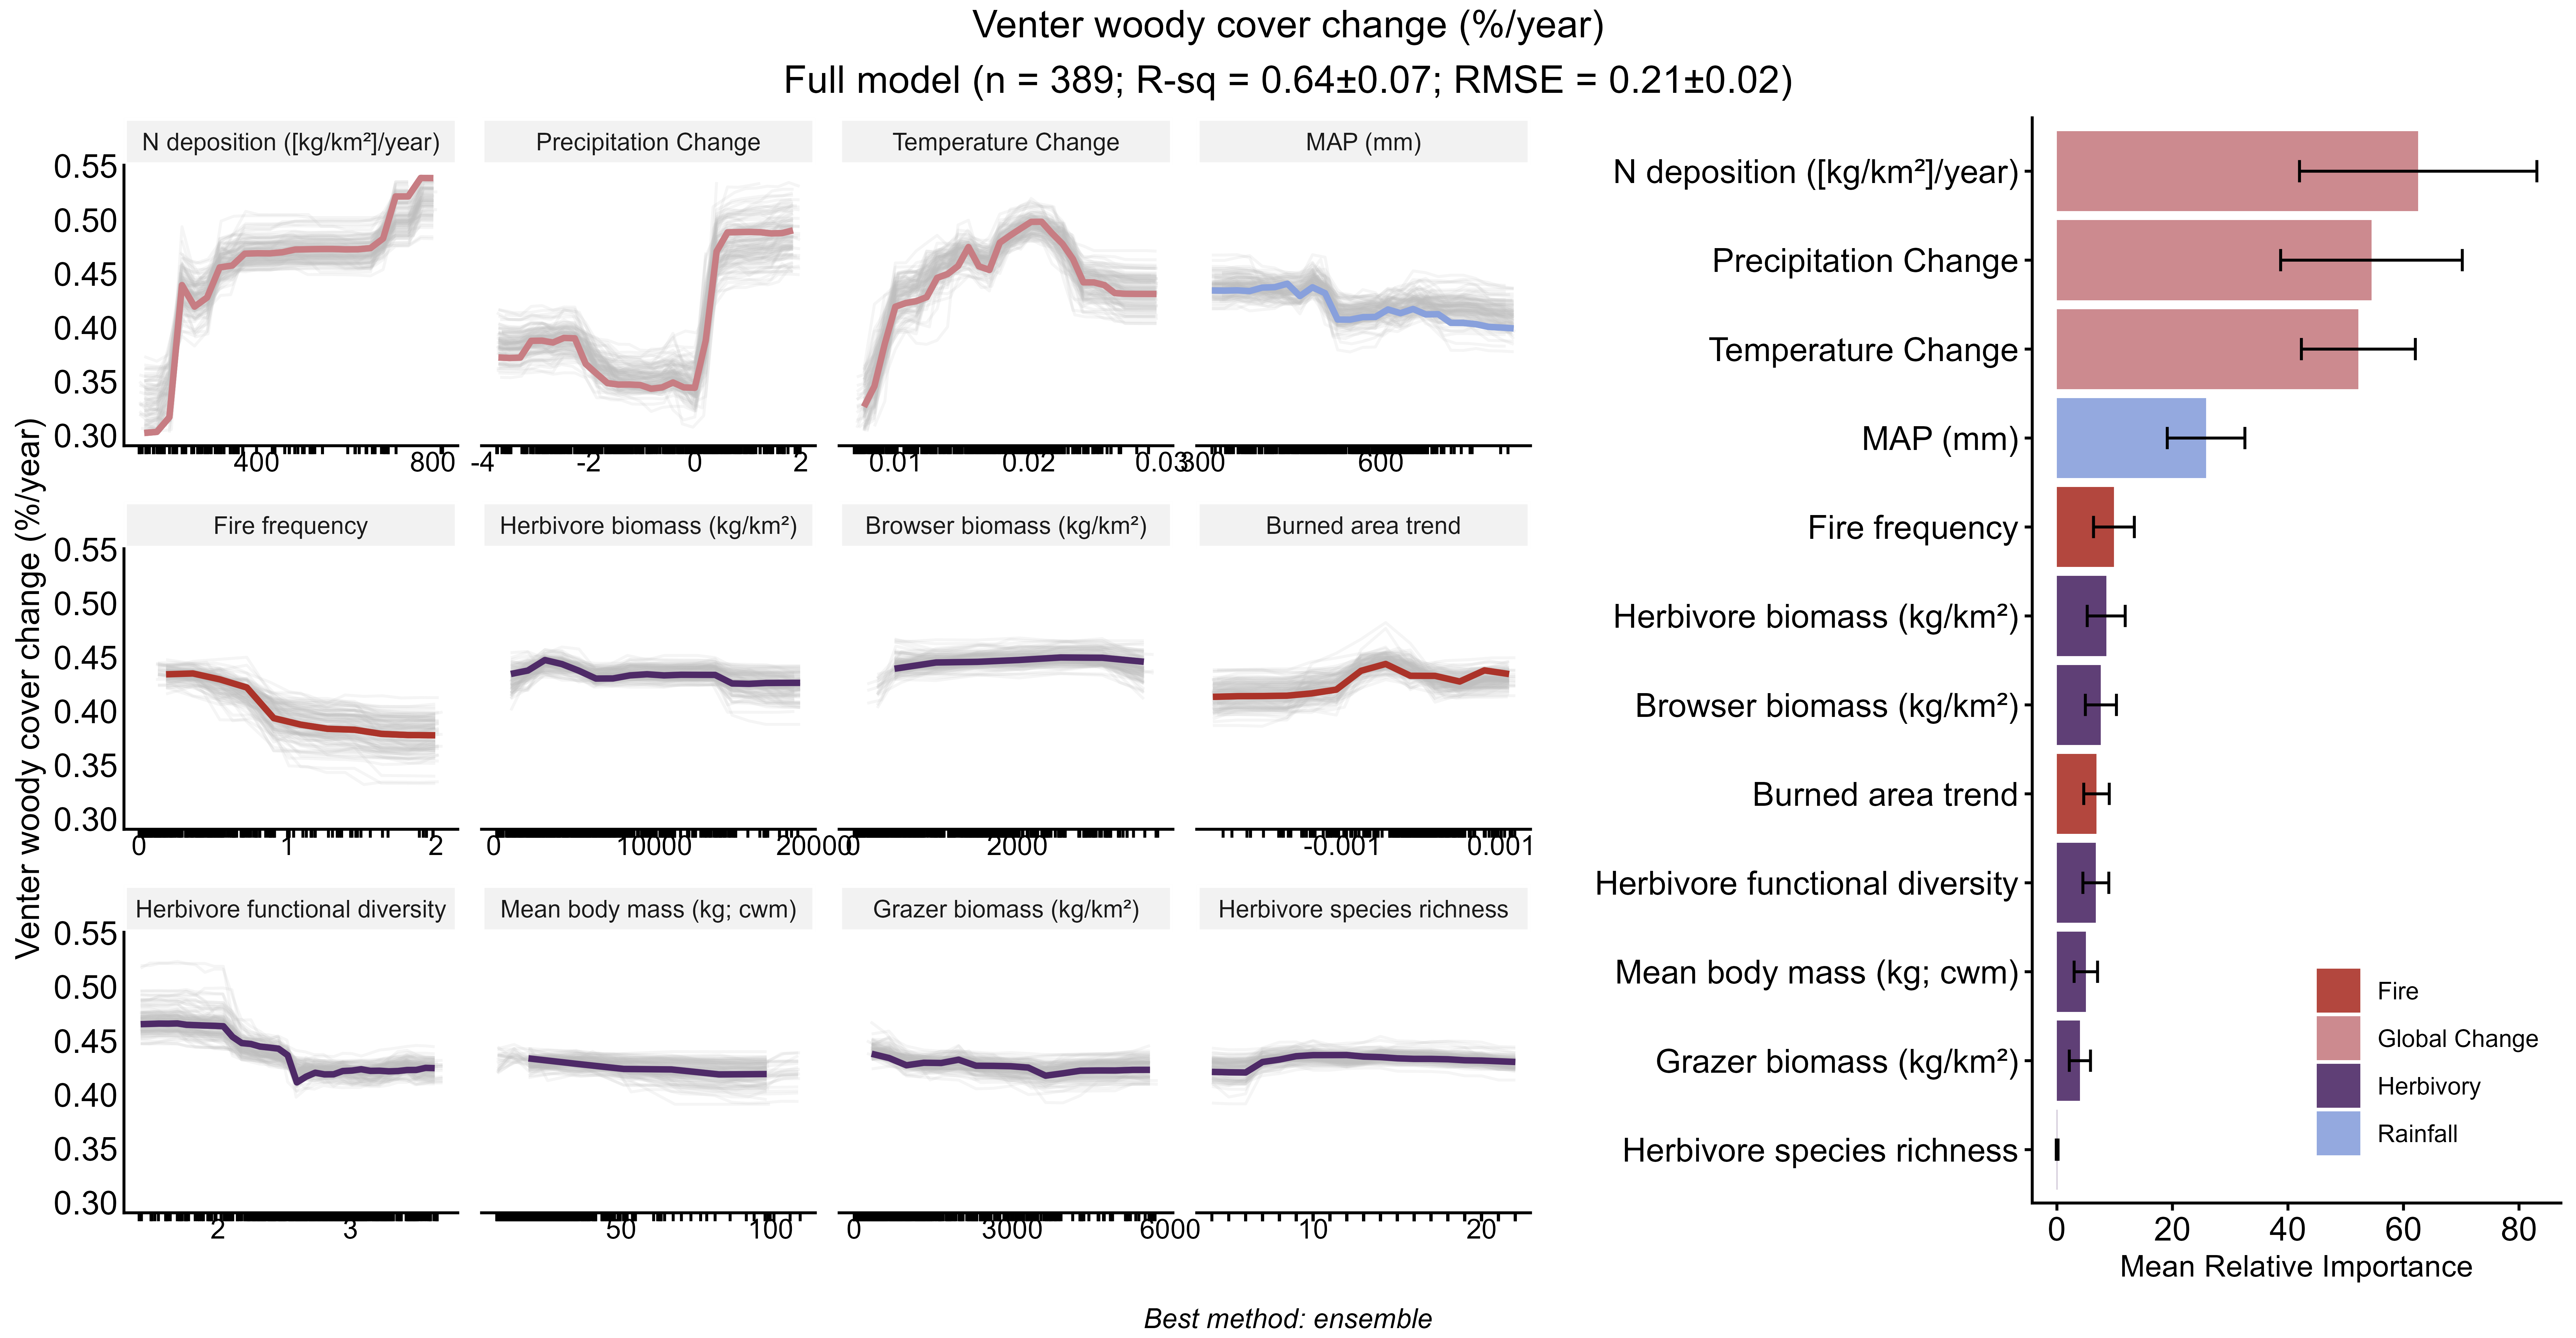 Venter woody cover change (%/year)
Full model (n = 389; R-sq = 0.64±0.07; RMSE = 0.21±0.02)
Venter woody cover change (%/year)
N deposition ([kg/km²]/year)
Precipitation Change
Temperature Change
MAP (mm)
0.55
0.50
0.45
0.40
0.35
0.30
400 800
-4 -2 0 2
0.01 0.02 0.03
300 600
Fire frequency
Herbivore biomass (kg/km²)
Browser biomass (kg/km²)
Burned area trend
0.55
0.50
0.45
0.40
0.35
0.30
0 1 2
0 10000 20000
0 2000
-0.001 0.001
Herbivore functional diversity
Mean body mass (kg; cwm)
Grazer biomass (kg/km²)
Herbivore species richness
0.55
0.50
0.45
0.40
0.35
0.30
2 3
50 100
0 3000 6000
10 20
N deposition ([kg/km²]/year)
Precipitation Change
Temperature Change
MAP (mm)
Fire frequency
Herbivore biomass (kg/km²)
Browser biomass (kg/km²)
Burned area trend
Herbivore functional diversity
Mean body mass (kg; cwm)
Grazer biomass (kg/km²)
Herbivore species richness
Fire
Global Change
Herbivory
Rainfall
0 20 40 60 80
Mean Relative Importance
Best method: ensemble